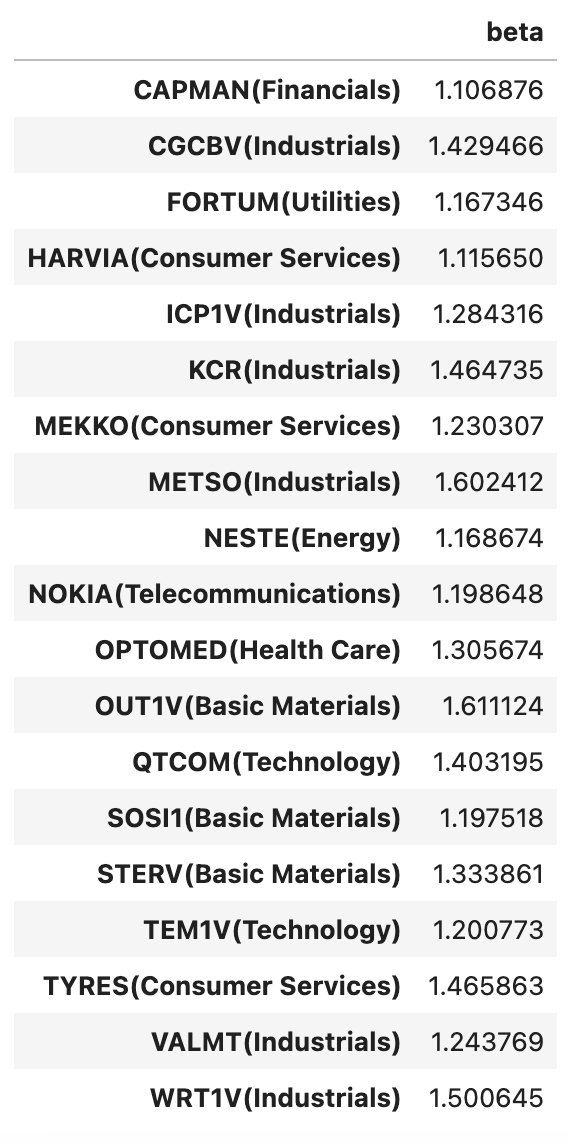 beta
CAPMAN(Financials) 1.106876
CGCBV(Industrials) 1.429466
FORTUM(Utilities) 1.167346
HARVIA(Consumer Services) 1.115650
ICP1V(Industrials) 1.284316
KCR(Industrials) 1.464735
MEKKO(Consumer Services) 1.230307
METSO(Industrials) 1.602412
NESTE(Energy) 1.168674
NOKIA(Telecommunications) 1.198648
OPTOMED(Health Care) 1.305674
OUT1V(Basic Materials) 1.611124
QTCOM(Technology) 1.403195
SOSI1(Basic Materials) 1.197518
STERV(Basic Materials) 1.333861
TEM1V(Technology) 1.200773
TYRES(Consumer Services) 1.465863
VALMT(Industrials) 1.243769
WRT1V(Industrials) 1.500645